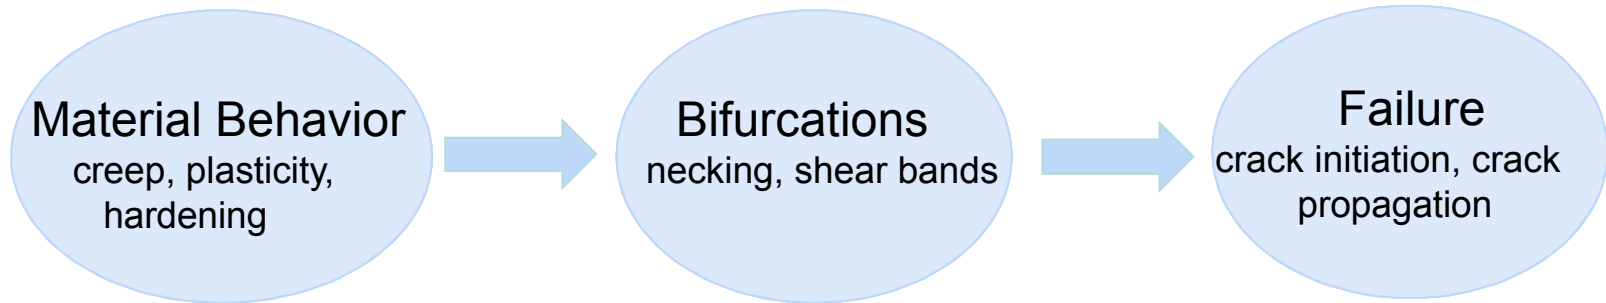 Material Behavior
creep, plasticity,
hardening
Bifurcations
necking, shear bands
Failure
crack initiation, crack
propagation